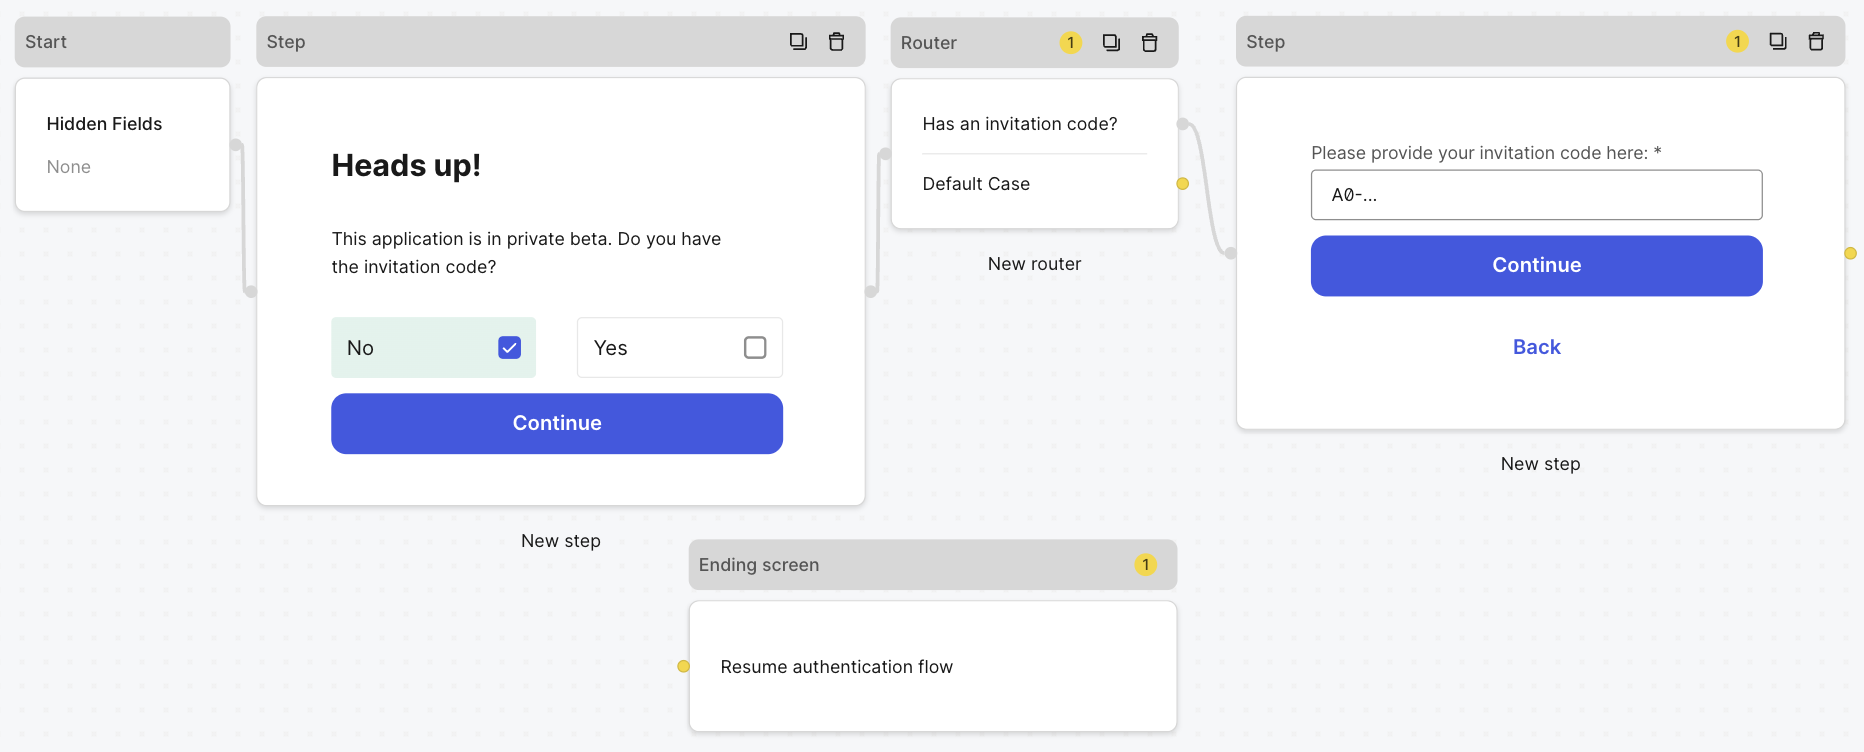 Start
Hidden Fields
None
Step
Heads up!
This application is in private beta. Do you have
the invitation code?
No
Yes
Continue
New step
Router
1
Has an invitation code?
Default Case
New router
Step
1
Please provide your invitation code here: *
A0-...
Continue
Back
New step
Ending screen
1
Resume authentication flow